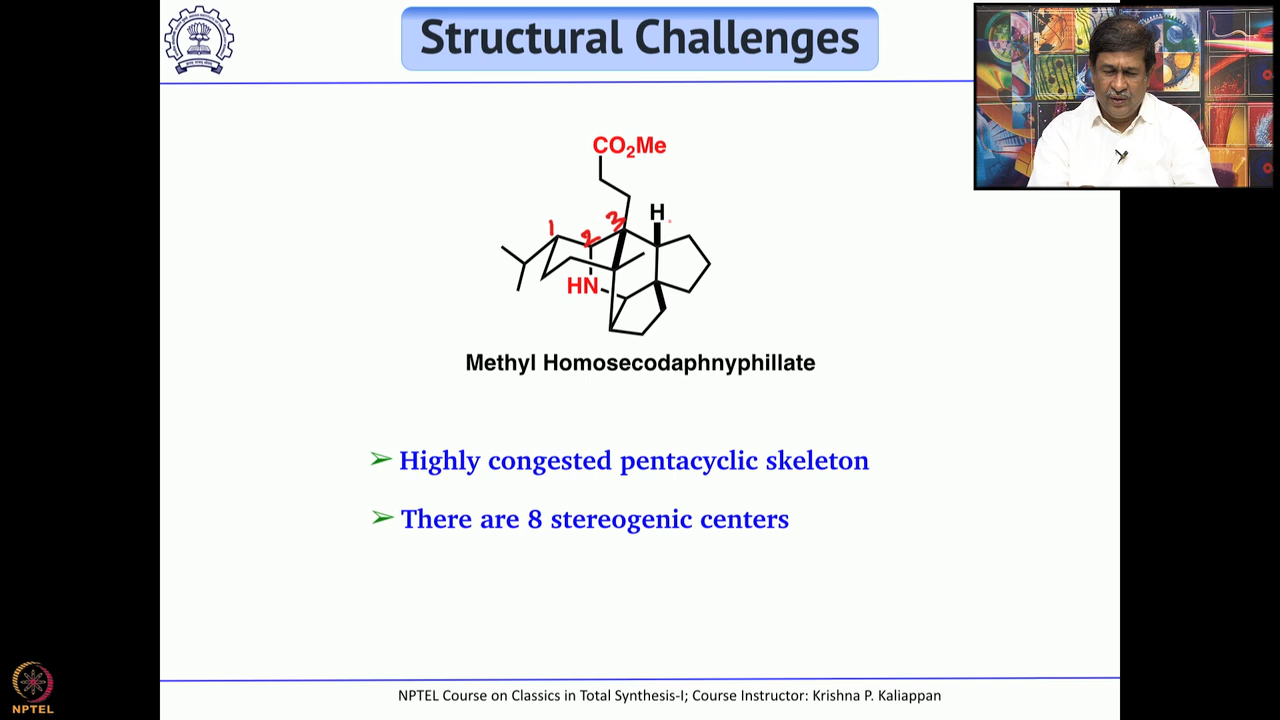 Structural Challenges
CO₂Me
H
1
2
3
HN
Methyl Homosecodaphnyphillate
➢ Highly congested pentacyclic skeleton
➢ There are 8 stereogenic centers
NPTEL Course on Classics in Total Synthesis-I; Course Instructor: Krishna P. Kaliappan
NPTEL